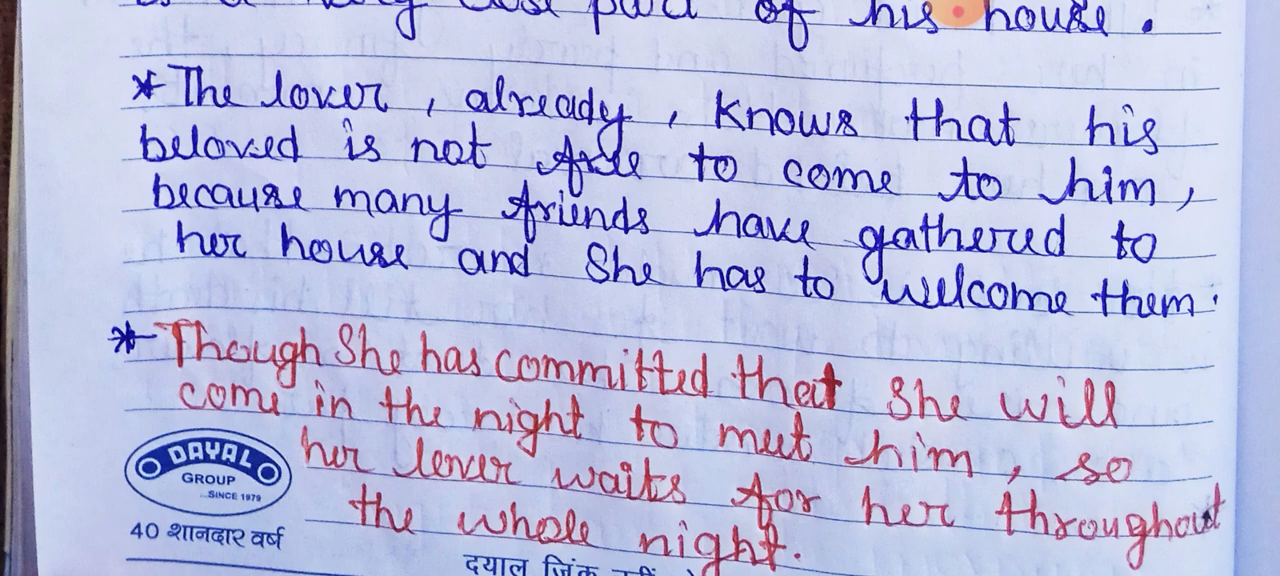 of his house.
* The lover, already, knows that his
beloved is not free to come to him,
because many friends have gathered to
her house and She has to welcome them.
* Though She has committed that She will
come in the night to meet him, so
her lover waits for her throughout
the whole night.
DAYAL
GROUP
...SINCE 1979
40 शानदार वर्ष
दयाल जिंक